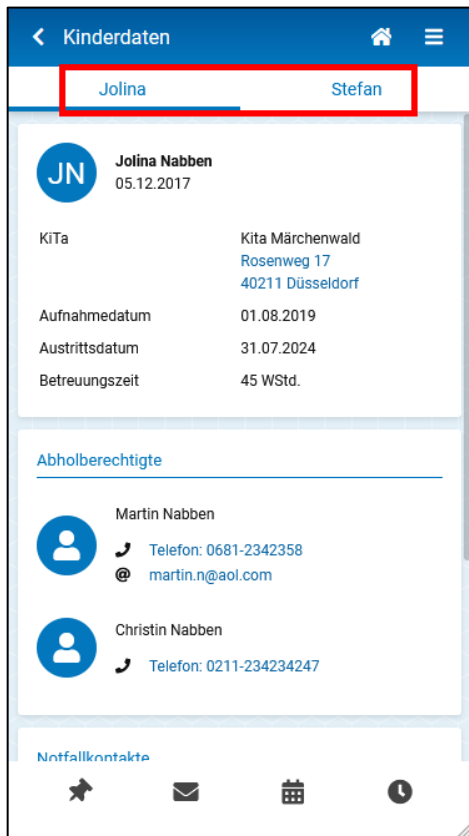 Kinderdaten
Jolina Stefan
JN
Jolina Nabben
05.12.2017
KiTa Kita Märchenwald
Rosenweg 17
40211 Düsseldorf
Aufnahmedatum 01.08.2019
Austrittsdatum 31.07.2024
Betreuungszeit 45 WStd.
Abholberechtigte
Martin Nabben
Telefon: 0681-2342358
@ martin.n@aol.com
Christin Nabben
Telefon: 0211-234234247
Notfallkontakte